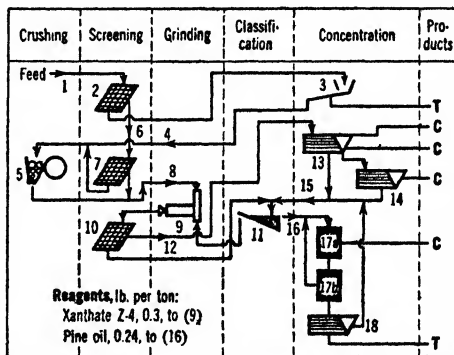 Crushing Screening Grinding Classifi- cation Concentration Pro- ducts
Feed
1
2
3
T
6
4
C
C
5
7
8
13
C
15
14
9
10
12
11
16
17a
C
17b
18
T
Reagents, lb. per ton:
Xanthate Z-4, 0.3, to (9)
Pine oil, 0.24, to (16)